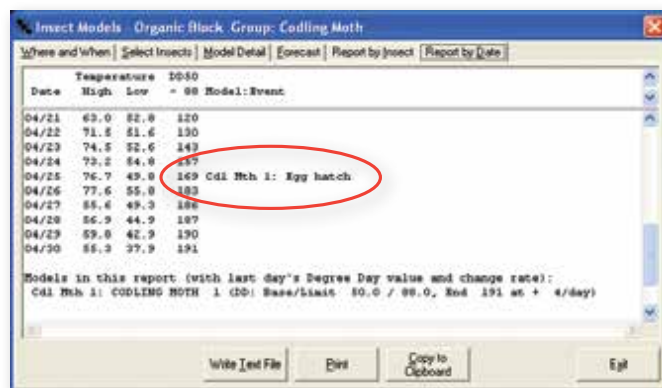 Insect Models   Organic Block  Group: Codling Moth
Where and When Select Insects Model Detail Forecast Report by Insect Report by Date
Temperature DD50
Date High Low - 88 Model:Event
04/21 63.0 52.8 120
04/22 71.5 51.6 130
04/23 74.5 52.6 143
04/24 73.2 54.8 157
04/25 76.7 49.8 169 Cdl Mth 1: Egg hatch
04/26 77.6 55.8 183
04/27 55.6 49.3 186
04/28 56.9 44.9 187
04/29 59.8 42.9 190
04/30 55.3 37.9 191
Models in this report (with last day's Degree Day value and change rate):
Cdl Mth 1: CODLING MOTH 1 (DD: Base/Limit 50.0 / 88.0, End 191 at + 4/day)
Write Text File Print Copy to Clipboard Exit